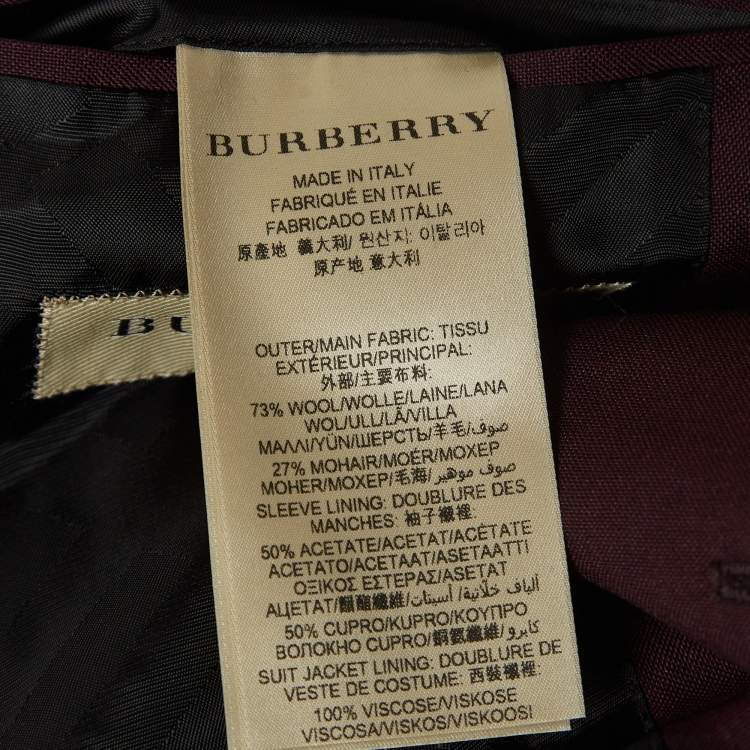 BURBERRY
MADE IN ITALY
FABRIQUÉ EN ITALIE
FABRICADO EM ITÁLIA
原產地 義大利/ 원산지: 이탈리아
原产地 意大利
BU
OUTER/MAIN FABRIC: TISSU
EXTÉRIEUR/PRINCIPAL:
外部/主要布料:
73% WOOL/WOLLE/LAINE/LANA
WOL/ULL/LÃ/VILLA
ΜΑΛΛΙ/YÜN/ШЕРСТЬ/羊毛/صوف
27% MOHAIR/MOÉR/MOXEP
MOHER/MOXEP/毛海/صوف موهير
SLEEVE LINING: DOUBLURE DES
MANCHES: 袖子襯裡:
50% ACETATE/ACETAT/ACÉTATE
ACETATO/ACETAAT/ASETAATTI
ΟΞΙΚΟΣ ΕΣΤΕΡΑΣ/ASETAT
АЦЕТАТ/醋酯纖維/ألياف خلّانية/أسيتات
50% CUPRO/KUPRO/ΚΟΥΠΡΟ
ВОЛОКНО CUPRO/銅氨纖維/كابرو
SUIT JACKET LINING: DOUBLURE DE
VESTE DE COSTUME: 西裝襯裡:
100% VISCOSE/VISKOSE
VISCOSA/VISKOS/VISKOOSI